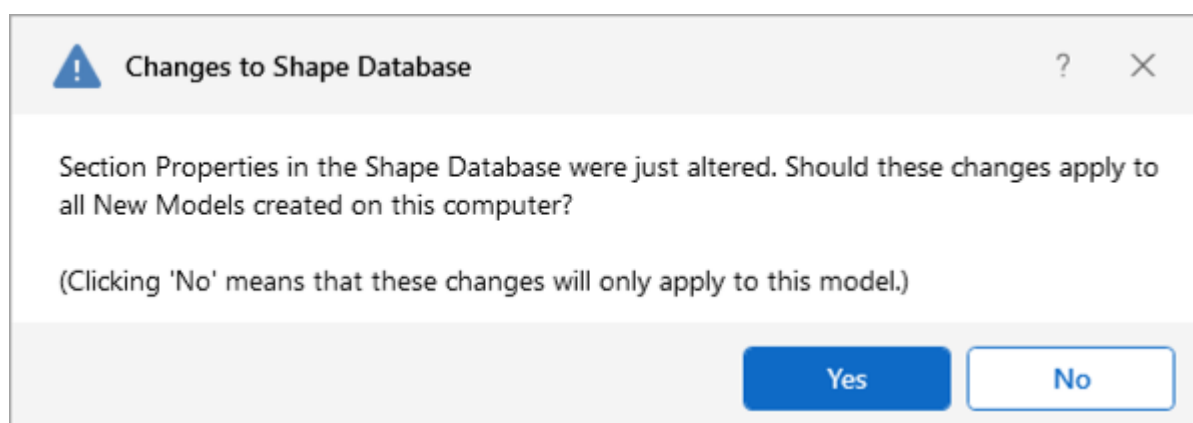 Changes to Shape Database
?
Section Properties in the Shape Database were just altered. Should these changes apply to
all New Models created on this computer?
(Clicking 'No' means that these changes will only apply to this model.)
Yes
No